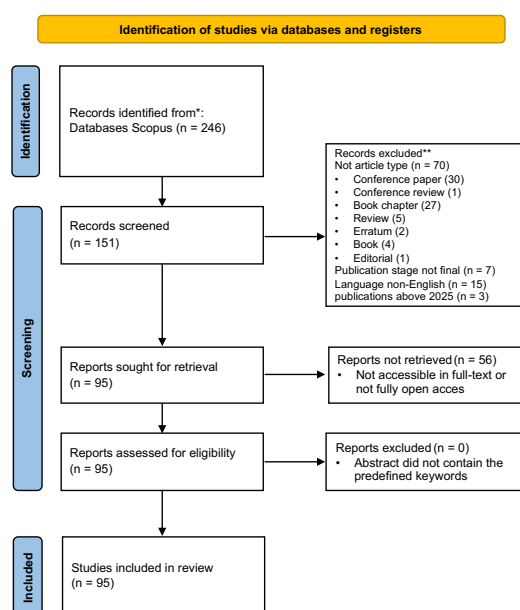 Identification of studies via databases and registers
Identification
Records identified from*:
Databases Scopus (n = 246)
Records excluded**
Not article type (n = 70)
• Conference paper (30)
• Conference review (1)
• Book chapter (27)
• Review (5)
• Erratum (2)
• Book (4)
• Editorial (1)
Publication stage not final (n = 7)
Language non-English (n = 15)
publications above 2025 (n = 3)
Screening
Records screened
(n = 151)
Reports sought for retrieval
(n = 95)
Reports not retrieved (n = 56)
• Not accessible in full-text or
not fully open acces
Reports assessed for eligibility
(n = 95)
Reports excluded (n = 0)
• Abstract did not contain the
predefined keywords
Included
Studies included in review
(n = 95)